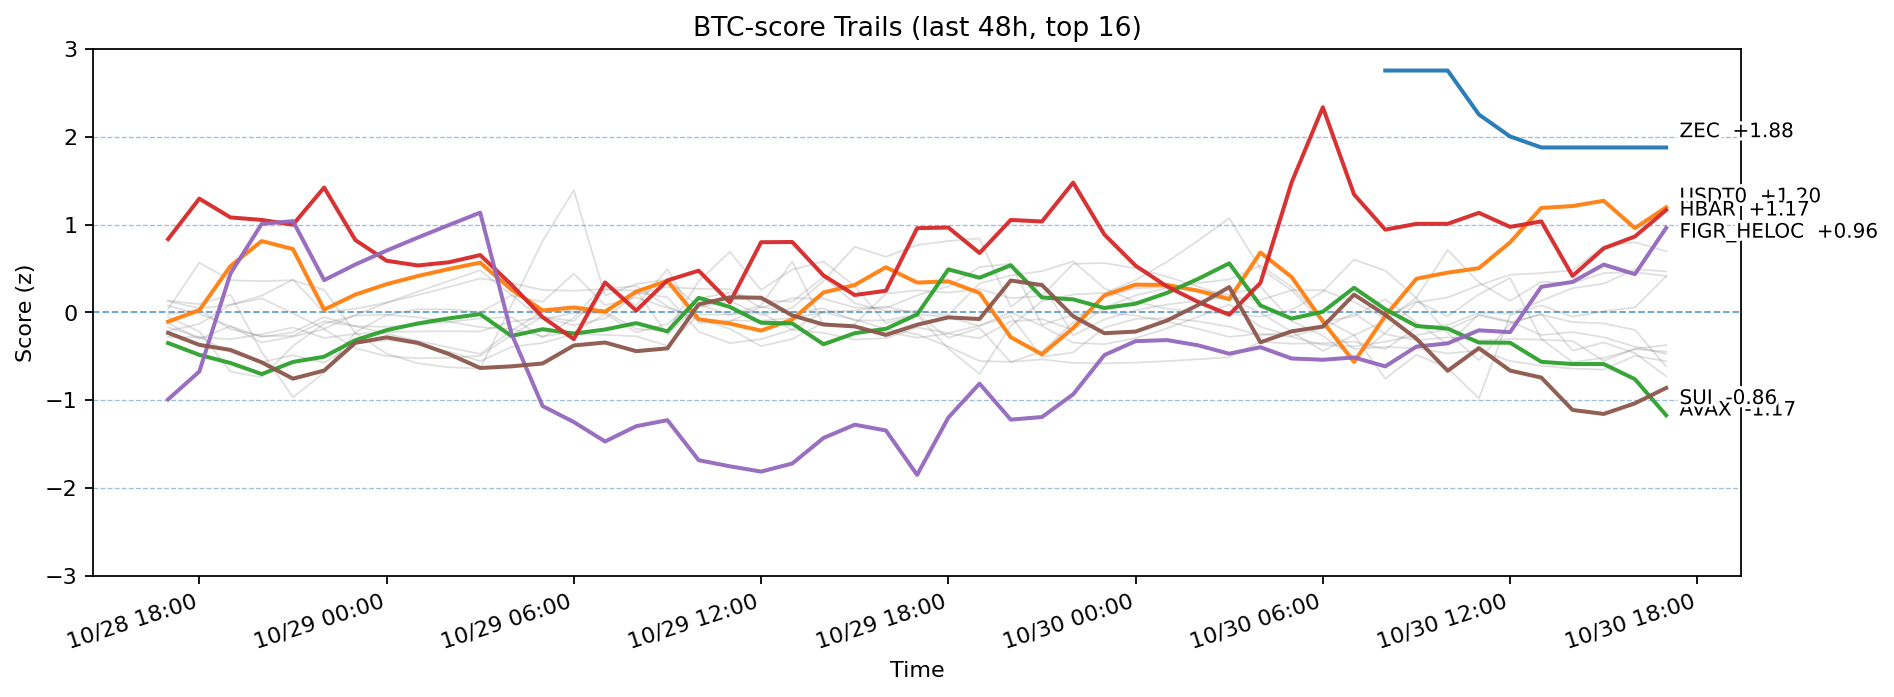 BTC-score Trails (last 48h, top 16)
Score (z)
3
2
1
0
−1
−2
−3
ZEC +1.88
USDT0 +1.20
HBAR +1.17
FIGR_HELOC +0.96
SUI -0.86
AVAX -1.17
10/28 18:00
10/29 00:00
10/29 06:00
10/29 12:00
10/29 18:00
10/30 00:00
10/30 06:00
10/30 12:00
10/30 18:00
Time